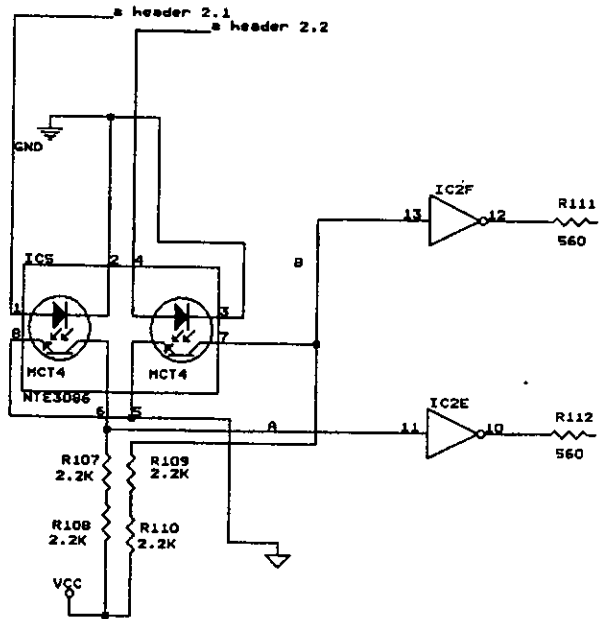 a header 2.1
a header 2.2
GND
IC2F
13
12
R111
560
B
IC5
2
4
1
3
8
7
MCT4
MCT4
NTE3086
6
5
IC2E
A
11
10
R112
560
R107
2.2K
R109
2.2K
R108
2.2K
R110
2.2K
VCC